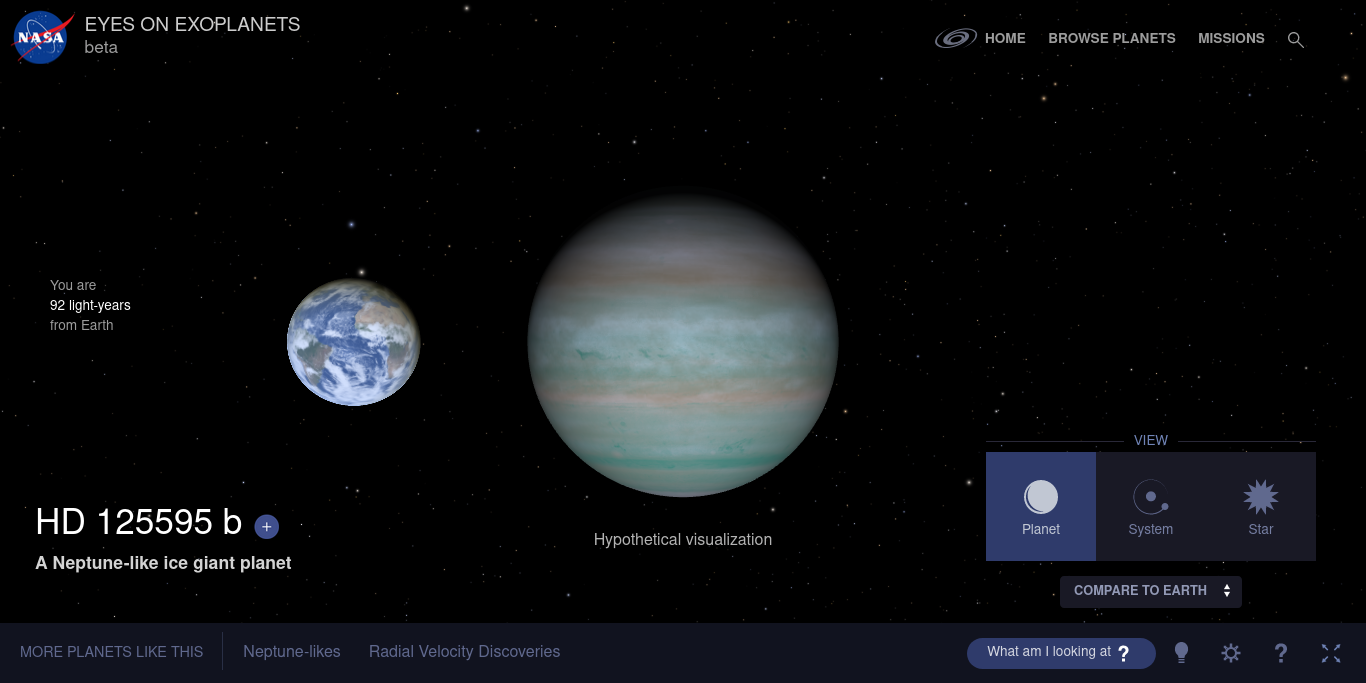 NASA
EYES ON EXOPLANETS
beta
HOME
BROWSE PLANETS
MISSIONS
You are
92 light-years
from Earth
VIEW
Planet
System
Star
HD 125595 b +
A Neptune-like ice giant planet
Hypothetical visualization
COMPARE TO EARTH
MORE PLANETS LIKE THIS
Neptune-likes
Radial Velocity Discoveries
What am I looking at ?
?